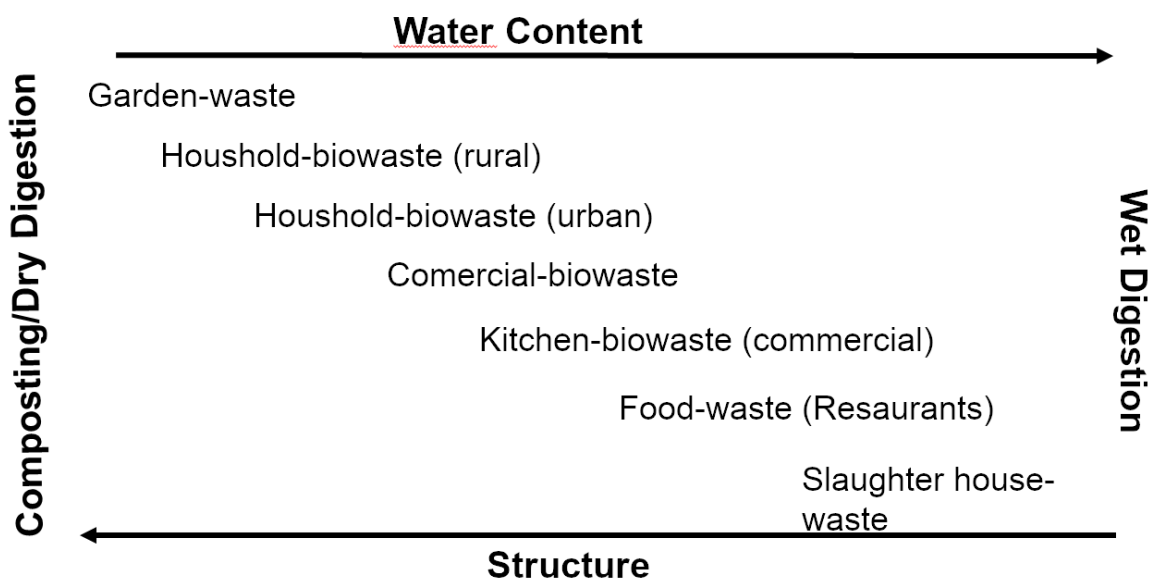 Water Content
Composting/Dry Digestion
Garden-waste
Houshold-biowaste (rural)
Houshold-biowaste (urban)
Comercial-biowaste
Kitchen-biowaste (commercial)
Food-waste (Resaurants)
Slaughter house-
waste
Wet Digestion
Structure